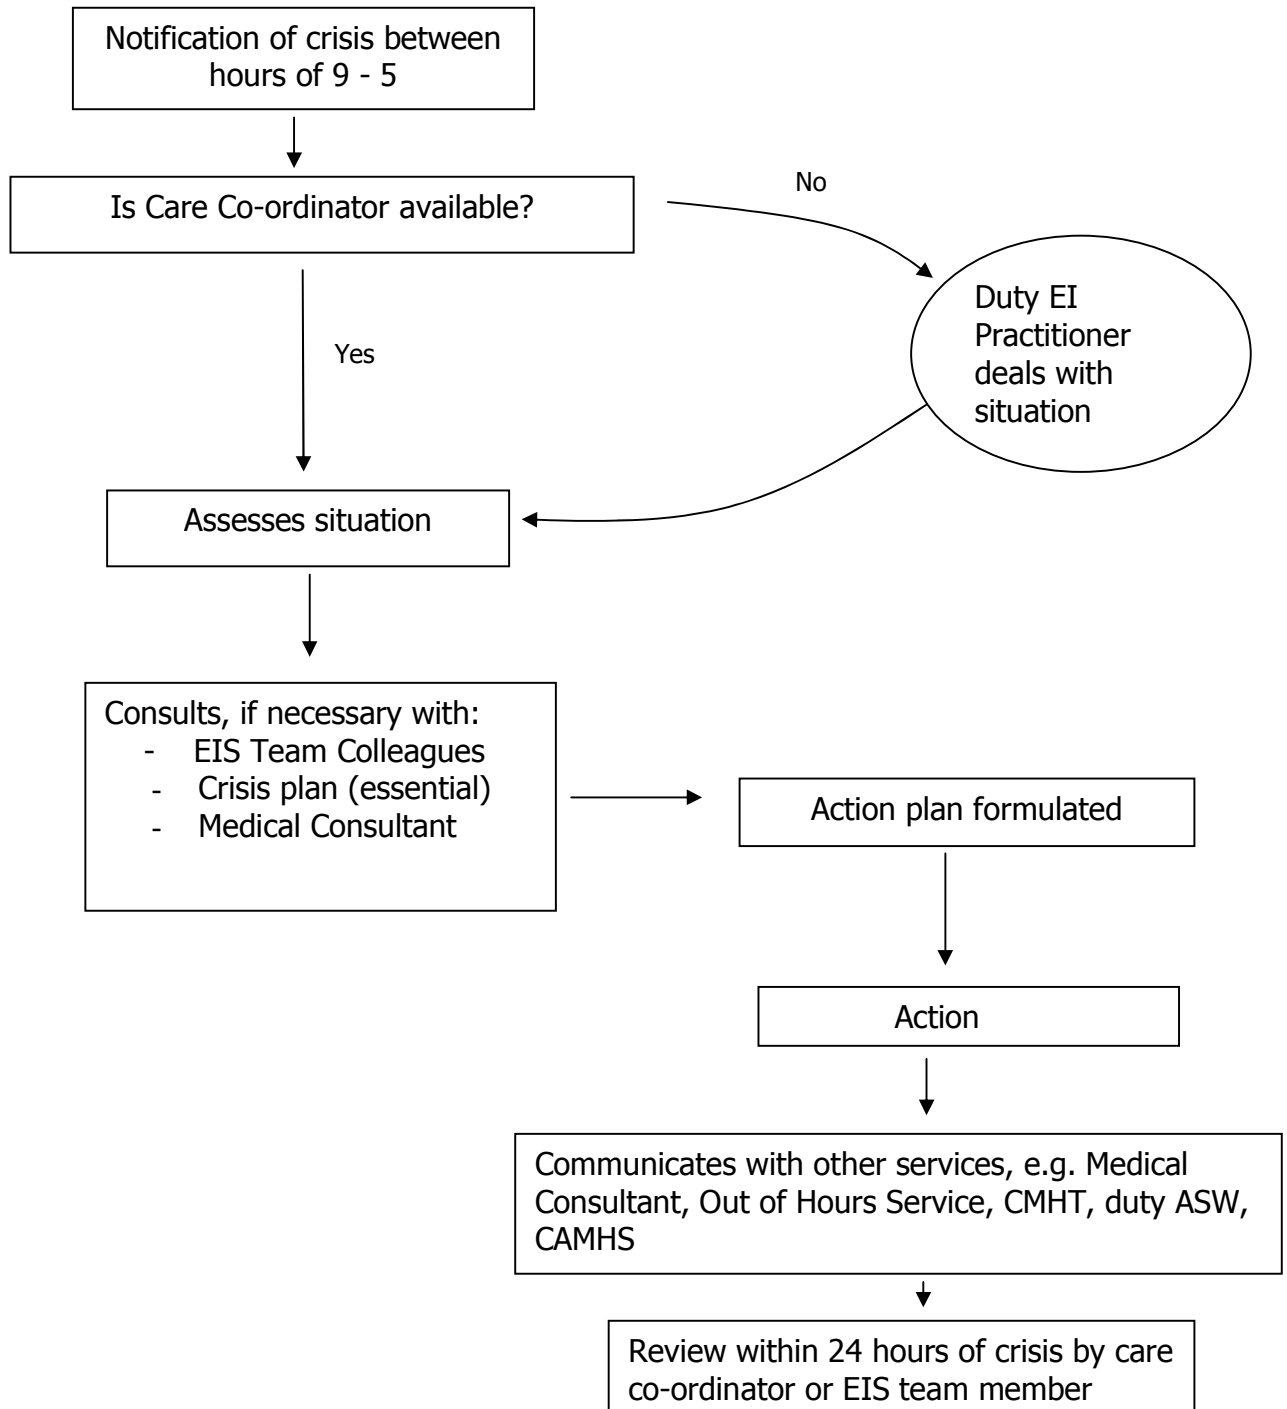 Notification of crisis between
hours of 9 - 5
Is Care Co-ordinator available?
No
Duty EI
Practitioner
deals with
situation
Yes
Assesses situation
Consults, if necessary with:
- EIS Team Colleagues
- Crisis plan (essential)
- Medical Consultant
Action plan formulated
Action
Communicates with other services, e.g. Medical
Consultant, Out of Hours Service, CMHT, duty ASW,
CAMHS
Review within 24 hours of crisis by care
co-ordinator or EIS team member